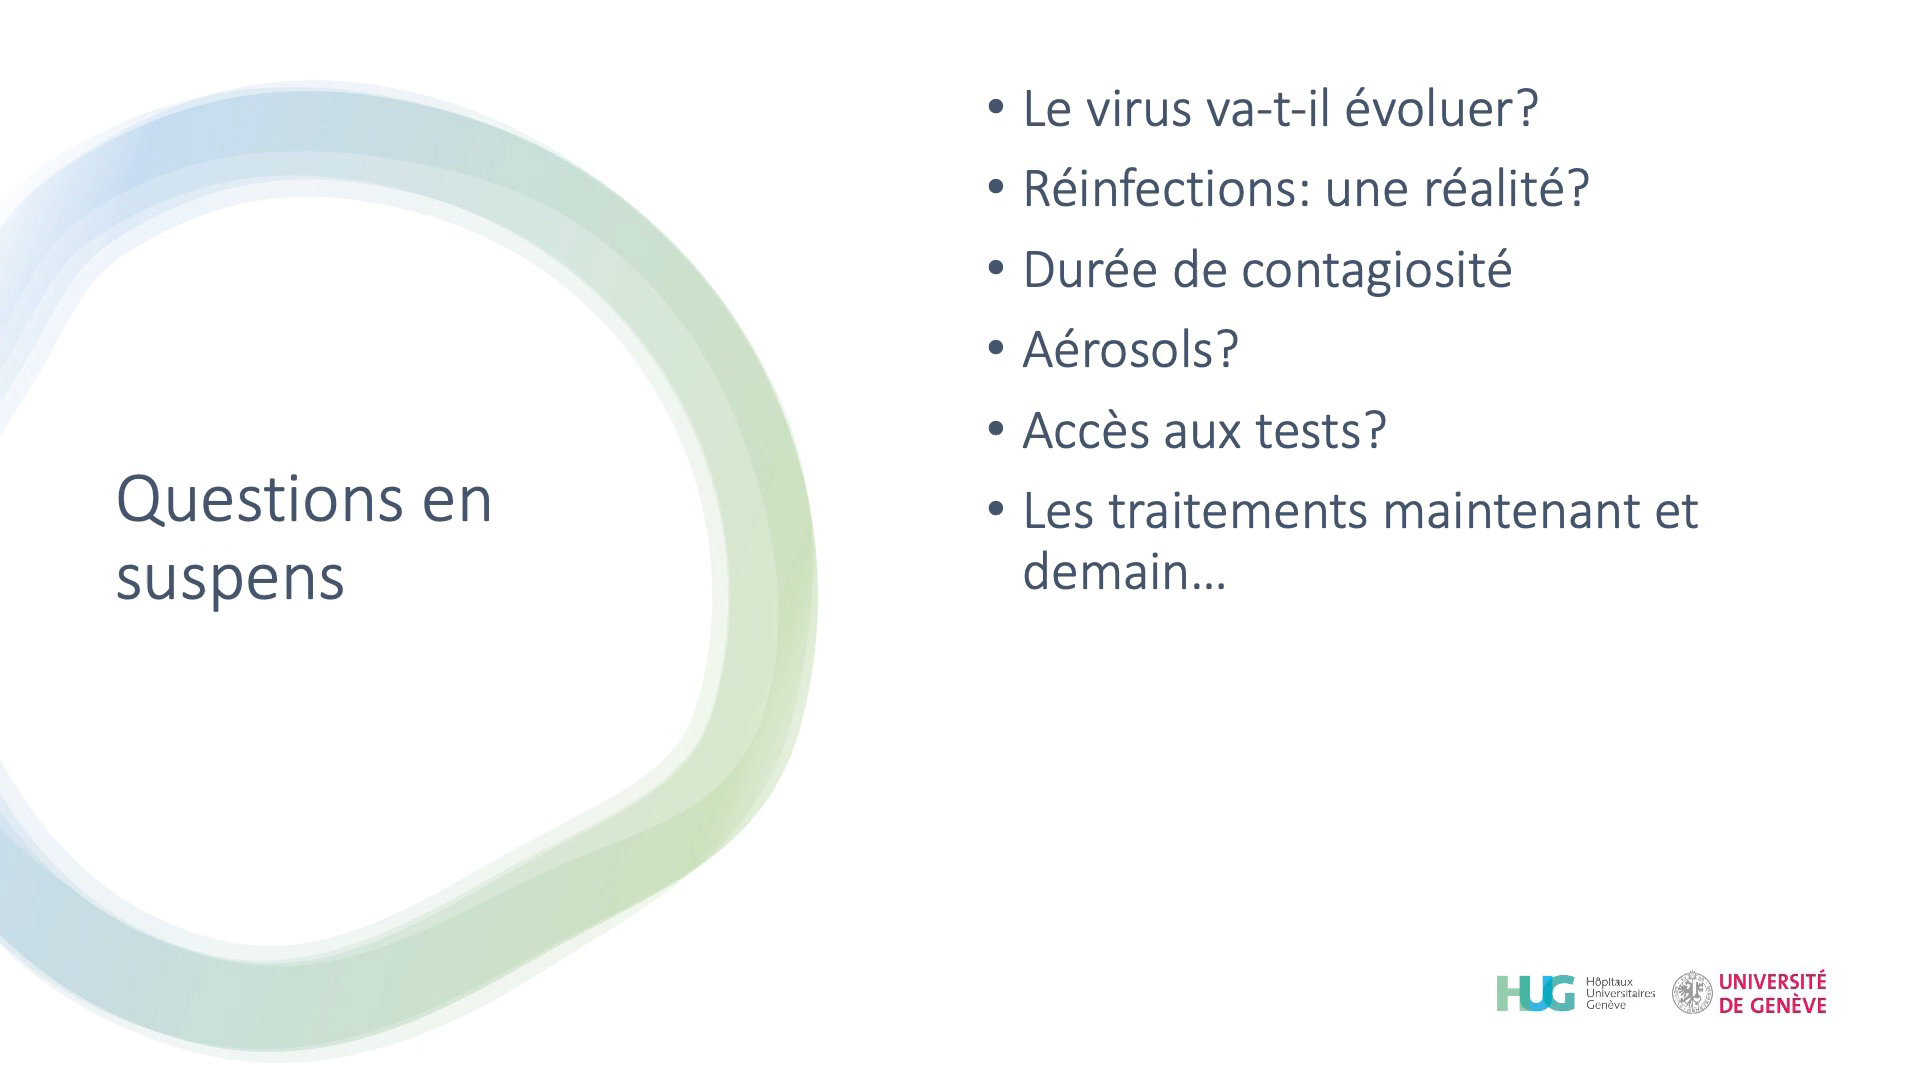 Questions en
suspens
• Le virus va-t-il évoluer?
• Réinfections: une réalité?
• Durée de contagiosité
• Aérosols?
• Accès aux tests?
• Les traitements maintenant et
demain…
HUG
Hôpitaux
Universitaires
Genève
UNIVERSITÉ
DE GENÈVE